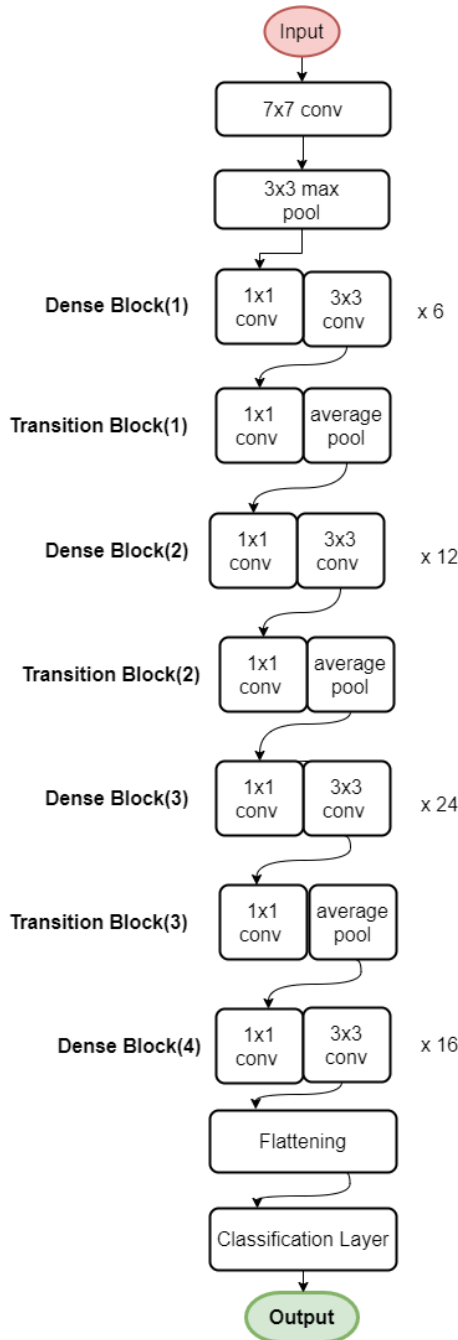 Input
7x7 conv
3x3 max
pool
Dense Block(1)
1x1
conv
3x3
conv
x 6
Transition Block(1)
1x1
conv
average
pool
Dense Block(2)
1x1
conv
3x3
conv
x 12
Transition Block(2)
1x1
conv
average
pool
Dense Block(3)
1x1
conv
3x3
conv
x 24
Transition Block(3)
1x1
conv
average
pool
Dense Block(4)
1x1
conv
3x3
conv
x 16
Flattening
Classification Layer
Output